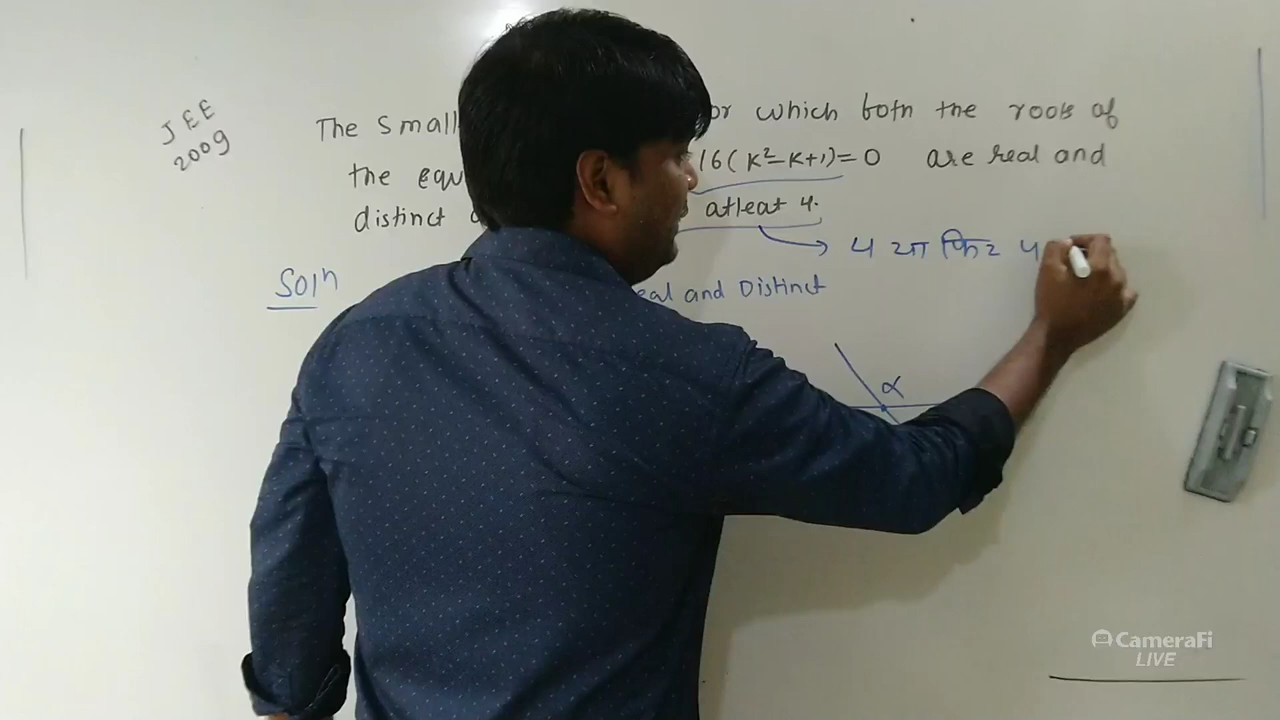 JEE
2009
The Small or which both the roots of
the equ 16(k²-k+1)=0 are real and
distinct atleat 4.
4 या फिर 4
Soln eal and Distinct
α
CameraFi
LIVE